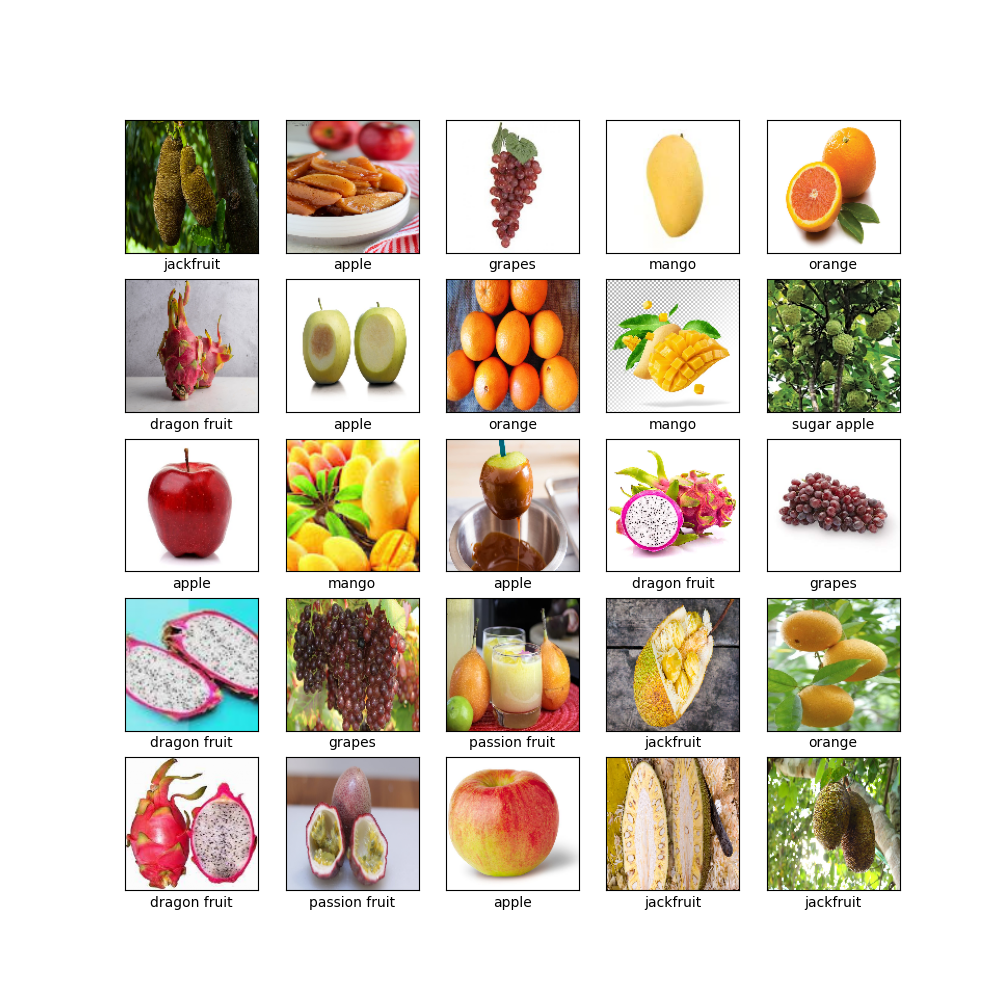 jackfruit apple grapes mango orange
dragon fruit apple orange mango sugar apple
apple mango apple dragon fruit grapes
dragon fruit grapes passion fruit jackfruit orange
dragon fruit passion fruit apple jackfruit jackfruit